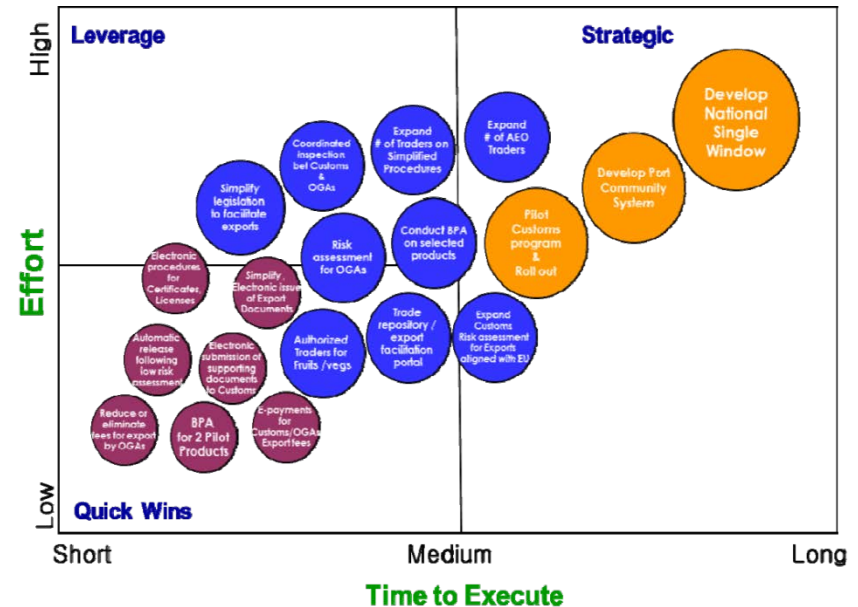 High
Leverage
Strategic
Develop
National
Single
Window
Expand
# of Traders on
Simplified
Procedures
Expand
# of AEO
Traders
Coordinated
inspection
bet Customs
&
OGAs
Develop Port
Community
System
Simplify
legislation
to facilitate
exports
Pilot
Customs
program
&
Roll out
Conduct BPA
on selected
products
Risk
assessment
for OGAs
Electronic
procedures
for
Certificates,
Licenses
Simplify,
Electronic issue
of Export
Documents
Effort
Trade
repository /
export
facilitation
portal
Expand
Customs
Risk assessment
for Exports
aligned with EU
Authorized
Traders for
Fruits /vegs
Automatic
release
following
low risk
assessment
Electronic
submission of
supporting
documents
to Customs
Reduce or
eliminate
fees for export
by OGAs
BPA
for 2 Pilot
Products
E-payments
for
Customs/OGAs
Export fees
Low
Quick Wins
Short
Medium
Long
Time to Execute